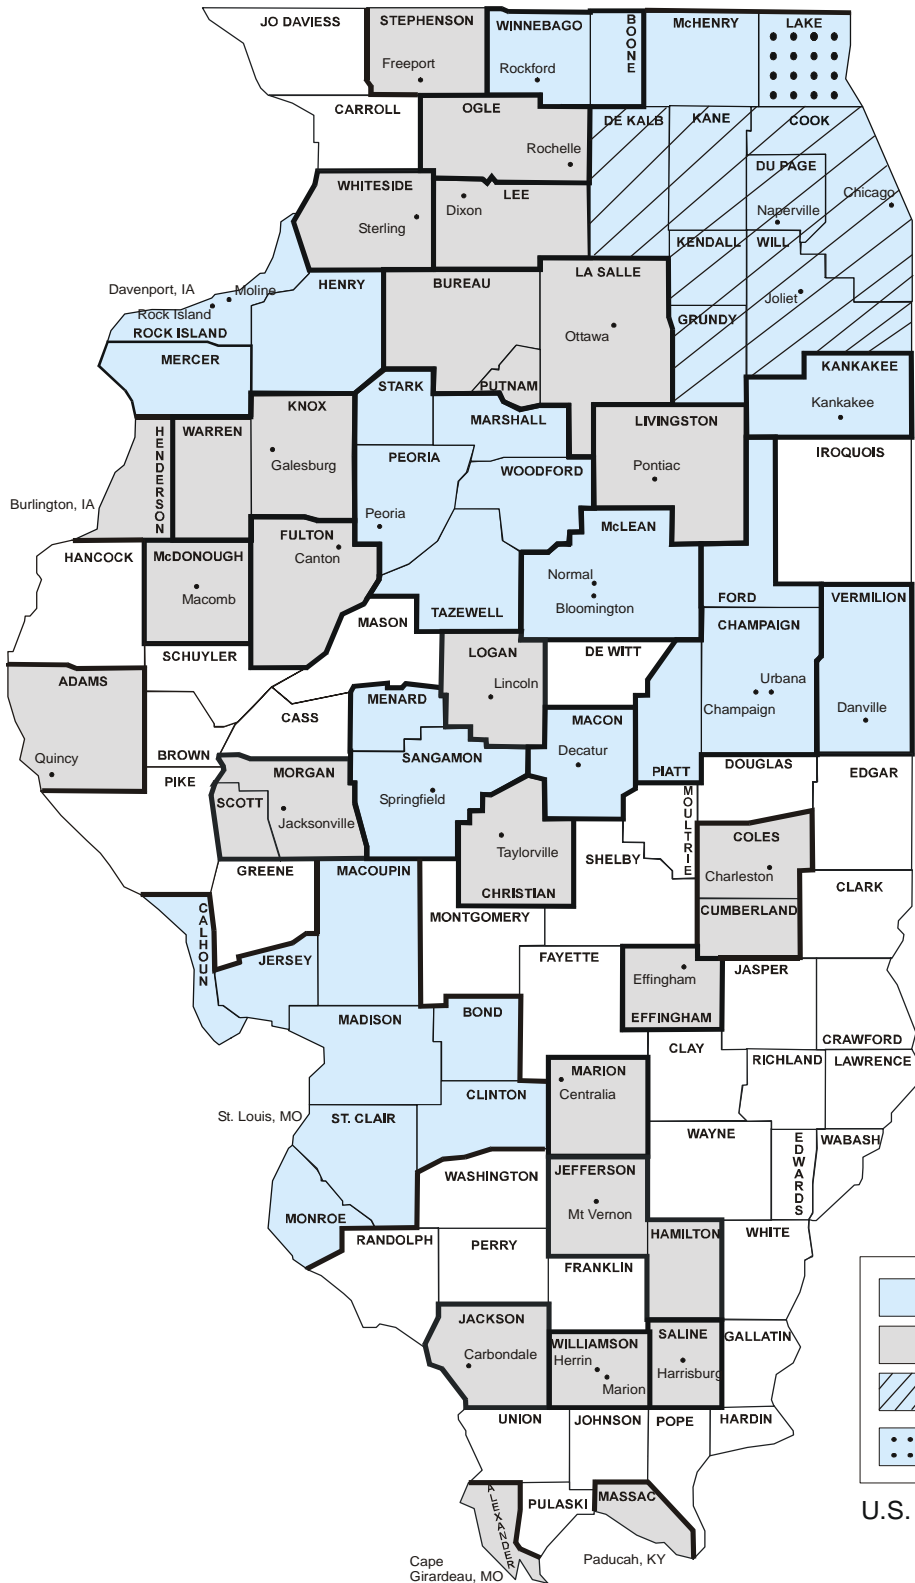 JO DAVIESS
STEPHENSON
WINNEBAGO
BOONE
McHENRY
LAKE
Freeport
Rockford
CARROLL
OGLE
DE KALB
KANE
COOK
Rochelle
DU PAGE
WHITESIDE
LEE
Chicago
Dixon
Sterling
Naperville
KENDALL
WILL
LA SALLE
BUREAU
HENRY
Davenport, IA
Moline
Rock Island
Joliet
ROCK ISLAND
GRUNDY
Ottawa
MERCER
KANKAKEE
STARK
PUTNAM
KNOX
Kankakee
MARSHALL
LIVINGSTON
HENDERSON
WARREN
PEORIA
IROQUOIS
Galesburg
WOODFORD
Pontiac
Burlington, IA
Peoria
McLEAN
FULTON
HANCOCK
McDONOUGH
Canton
Normal
Macomb
Bloomington
FORD
VERMILION
TAZEWELL
MASON
CHAMPAIGN
SCHUYLER
LOGAN
DE WITT
ADAMS
Lincoln
Urbana
MENARD
Champaign
Danville
CASS
MACON
Quincy
BROWN
SANGAMON
Decatur
DOUGLAS
EDGAR
PIKE
MORGAN
PIATT
SCOTT
Springfield
MOULTRIE
Jacksonville
COLES
Taylorville
SHELBY
GREENE
MACOUPIN
Charleston
CHRISTIAN
CLARK
CALHOUN
MONTGOMERY
CUMBERLAND
JERSEY
FAYETTE
JASPER
Effingham
MADISON
BOND
EFFINGHAM
CLAY
CRAWFORD
RICHLAND
LAWRENCE
MARION
CLINTON
Centralia
St. Louis, MO
ST. CLAIR
WAYNE
EDWARDS
WABASH
WASHINGTON
JEFFERSON
MONROE
Mt Vernon
RANDOLPH
PERRY
HAMILTON
WHITE
FRANKLIN
JACKSON
WILLIAMSON
SALINE
GALLATIN
Carbondale
Herrin
Harrisburg
Marion
UNION
JOHNSON
POPE
HARDIN
ALEXANDER
PULASKI
MASSAC
U.S.
Cape
Girardeau, MO
Paducah, KY